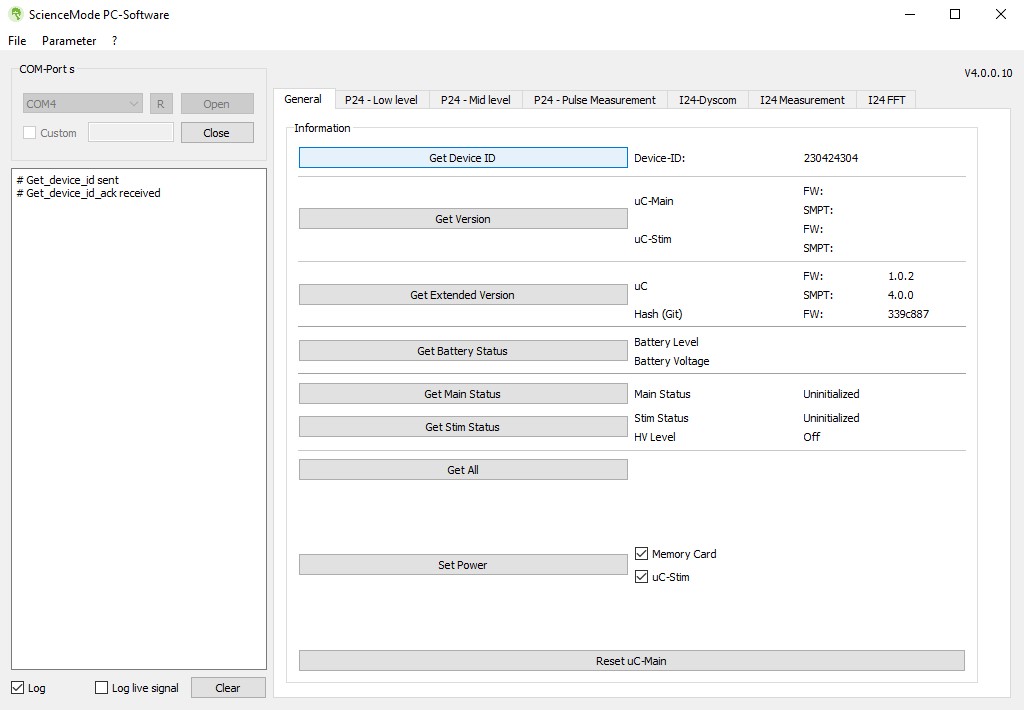 ScienceMode PC-Software
File Parameter ?
COM-Port s
COM4 R Open
Custom Close
# Get_device_id sent
# Get_device_id_ack received
Log Log live signal Clear
V4.0.0.10
General P24 - Low level P24 - Mid level P24 - Pulse Measurement I24-Dyscom I24 Measurement I24 FFT
Information
Get Device ID Device-ID: 230424304
Get Version
uC-Main
FW:
SMPT:
uC-Stim
FW:
SMPT:
Get Extended Version
uC
FW: 1.0.2
SMPT: 4.0.0
Hash (Git) FW: 339c887
Get Battery Status
Battery Level
Battery Voltage
Get Main Status Main Status Uninitialized
Get Stim Status
Stim Status Uninitialized
HV Level Off
Get All
Set Power
Memory Card
uC-Stim
Reset uC-Main